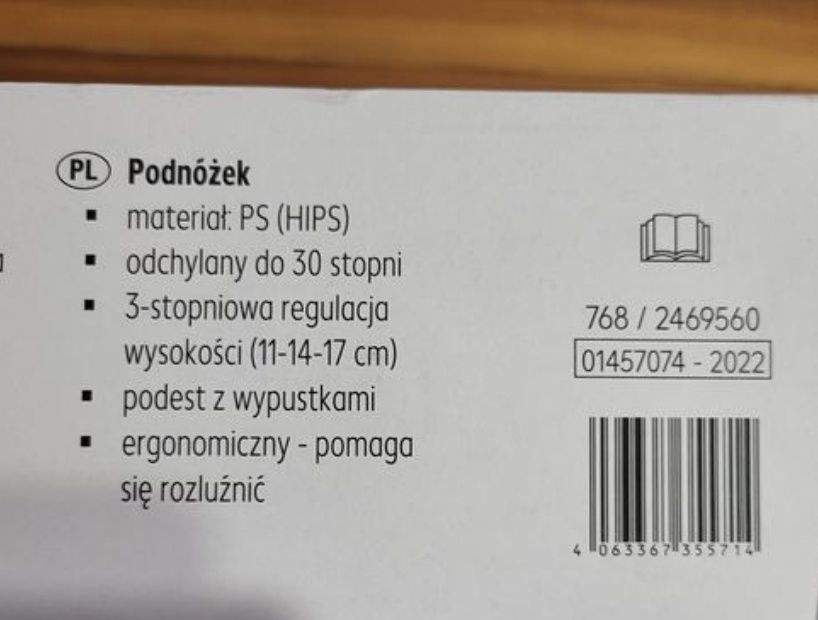 PL Podnóżek
▪ materiał: PS (HIPS)
▪ odchylany do 30 stopni
▪ 3-stopniowa regulacja
wysokości (11-14-17 cm)
▪ podest z wypustkami
▪ ergonomiczny - pomaga
się rozluźnić
768 / 2469560
01457074 - 2022
4 063367 355714